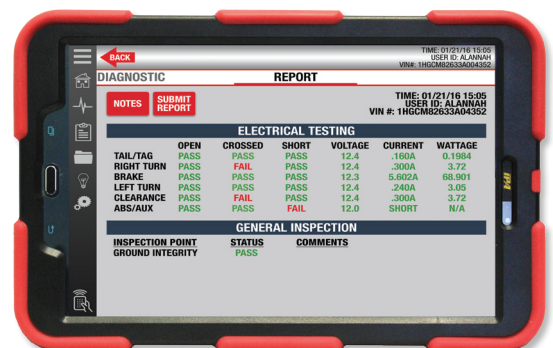 BACK
TIME: 01/21/16 15:05
USER ID: ALANNAH
VIN#: 1HGCM82633A004352
DIAGNOSTIC REPORT
NOTES
SUBMIT
REPORT
TIME: 01/21/16 15:05
USER ID: ALANNAH
VIN #: 1HGCM82633A004352
ELECTRICAL TESTING
OPEN CROSSED SHORT VOLTAGE CURRENT WATTAGE
TAIL/TAG PASS PASS PASS 12.4 .160A 0.1984
RIGHT TURN PASS FAIL PASS 12.4 .300A 3.72
BRAKE PASS PASS PASS 12.3 5.602A 68.901
LEFT TURN PASS PASS PASS 12.4 .240A 3.05
CLEARANCE PASS FAIL PASS 12.4 .300A 3.72
ABS/AUX PASS PASS FAIL 12.0 SHORT N/A
GENERAL INSPECTION
INSPECTION POINT STATUS COMMENTS
GROUND INTEGRITY PASS
IPA